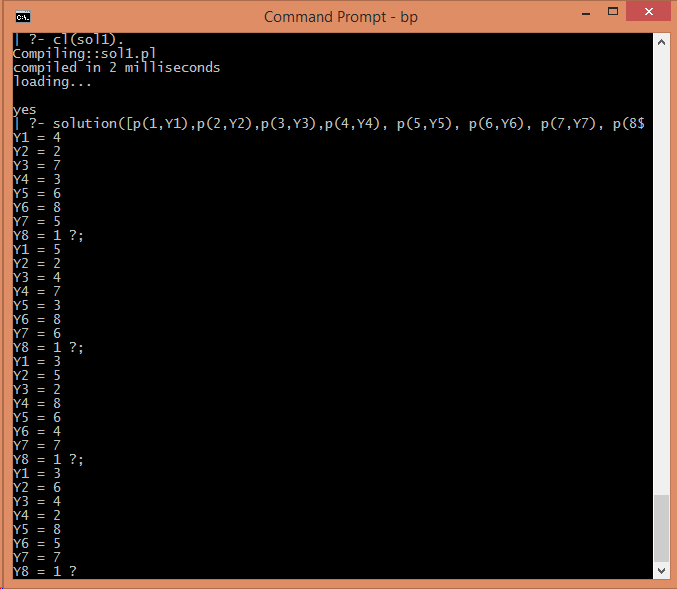 Command Prompt - bp
| ?- cl(sol1).
Compiling::sol1.pl
compiled in 2 milliseconds
loading...
yes
| ?- solution([p(1,Y1),p(2,Y2),p(3,Y3),p(4,Y4), p(5,Y5), p(6,Y6), p(7,Y7), p(8$
Y1 = 4
Y2 = 2
Y3 = 7
Y4 = 3
Y5 = 6
Y6 = 8
Y7 = 5
Y8 = 1 ?;
Y1 = 5
Y2 = 2
Y3 = 4
Y4 = 7
Y5 = 3
Y6 = 8
Y7 = 6
Y8 = 1 ?;
Y1 = 3
Y2 = 5
Y3 = 2
Y4 = 8
Y5 = 6
Y6 = 4
Y7 = 7
Y8 = 1 ?;
Y1 = 3
Y2 = 6
Y3 = 4
Y4 = 2
Y5 = 8
Y6 = 5
Y7 = 7
Y8 = 1 ?